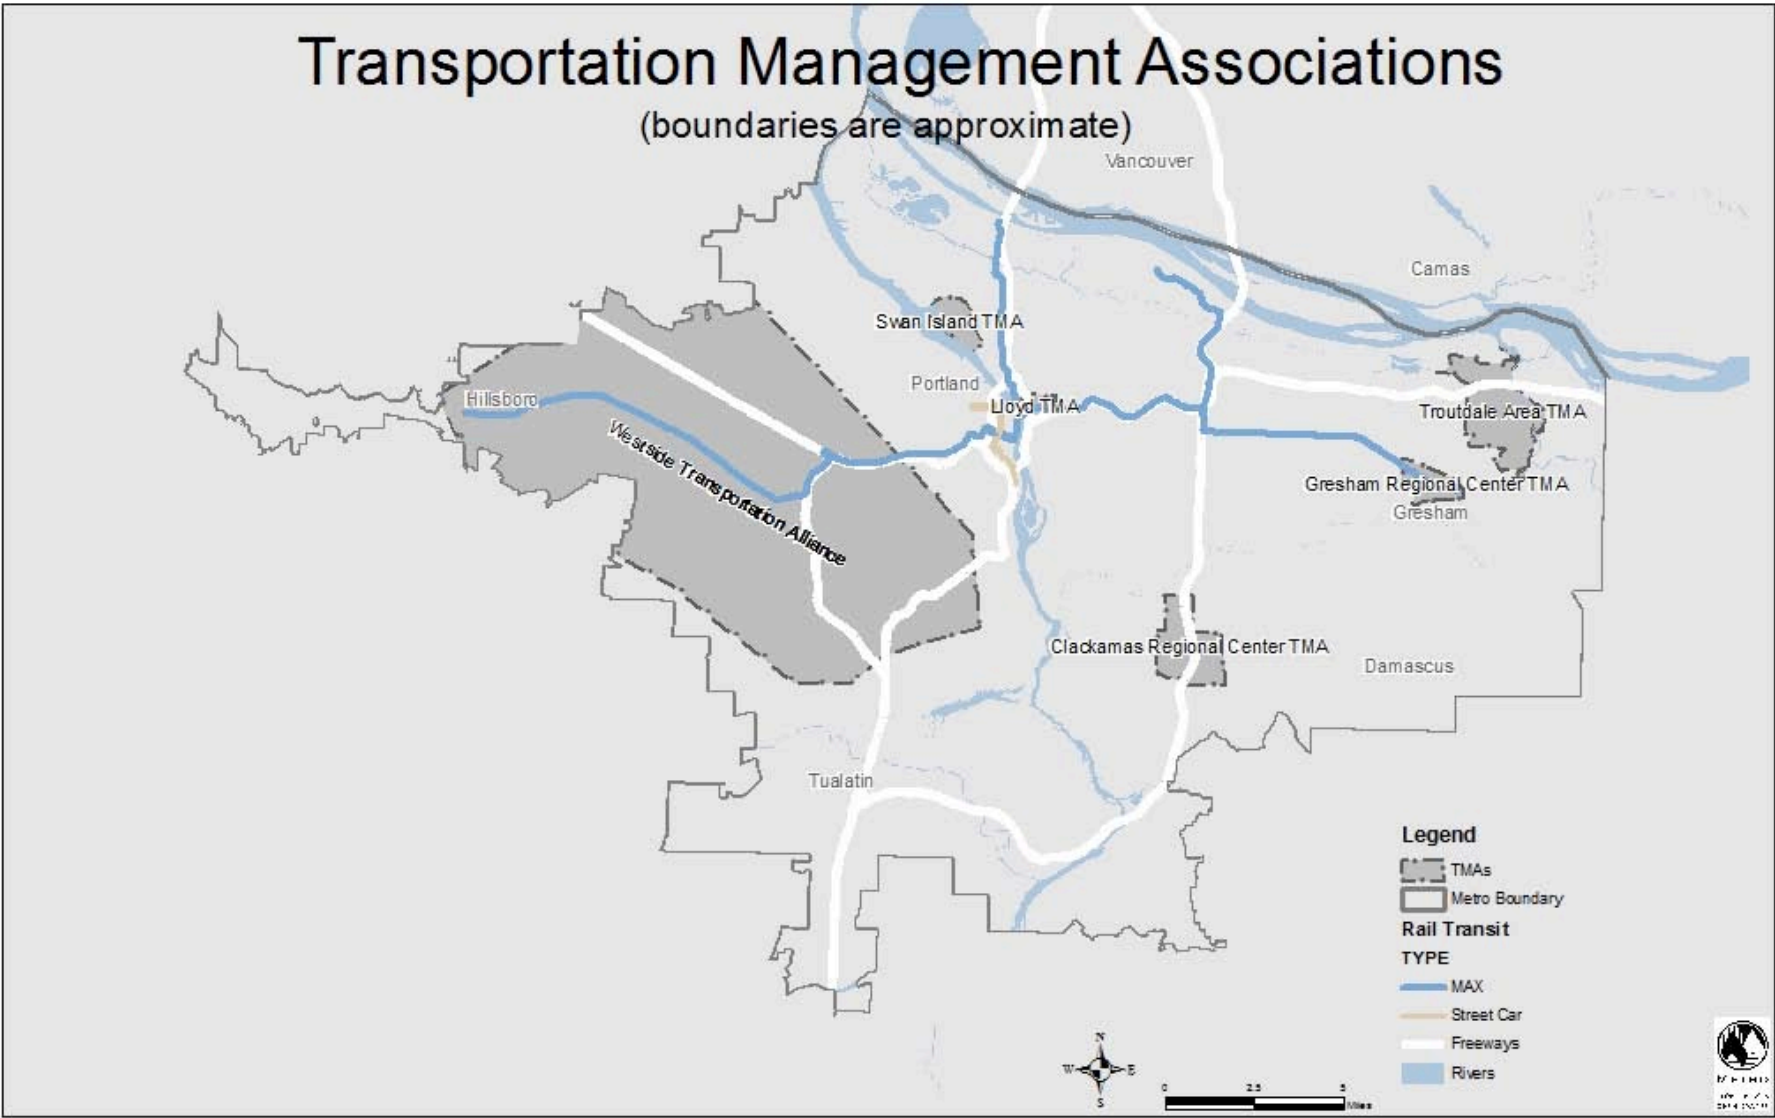 Transportation Management Associations
(boundaries are approximate)
Vancouver
Camas
Swan Island TMA
Portland
Hillsboro
Lloyd TMA
Troutdale Area TMA
Westside Transportation Alliance
Gresham Regional Center TMA
Gresham
Clackamas Regional Center TMA
Damascus
Tualatin
Legend
TMAs
Metro Boundary
Rail Transit
TYPE
MAX
Street Car
Freeways
Rivers
N
W E
S
0 2.5 5
Miles
METRO